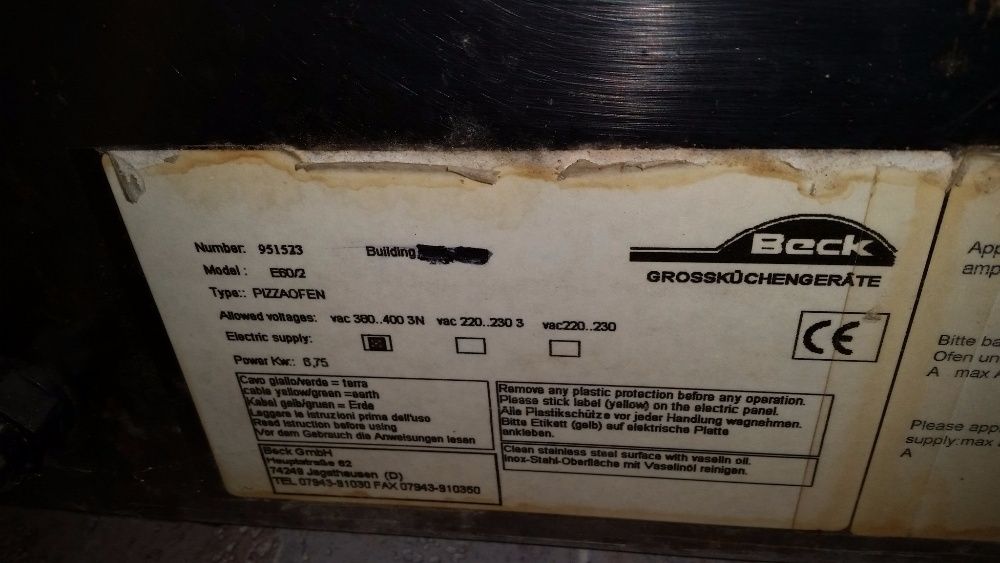 Number: 951523
Building
Model : E60/2
Type:: PIZZAOFEN
Beck
GROSSKÜCHENGERÄTE
Allowed voltages: vac 380..400 3N vac 220..230 3 vac220..230
Electric supply:
Power Kw.: 6,75
CE
Cavo giallo/verde = terra
cable yellow/green =earth
Kabel gelb/gruen = Erde
Leggere le istruzioni prima dell'uso
Read istruction before using
Vor dem Gebrauch die Anweisungen lesen
Beck GmbH
Hauptstraße 62
74249 Jagsthausen (D)
TEL 07943-91030 FAX 07943-910350
Remove any plastic protection before any operation.
Please stick label (yellow) on the electric panel.
Alle Plastikschütze vor jeder Handlung wegnahmen.
Bitte Etikett (gelb) auf elektrische Platte
ankleben.
Clean stainless steel surface with vaselin oil.
Inox-Stahl-Oberfläche mit Vaselinöl reinigen.
App
amp
Bitte ba
Ofen un
A max A
Please app
supply:max
A